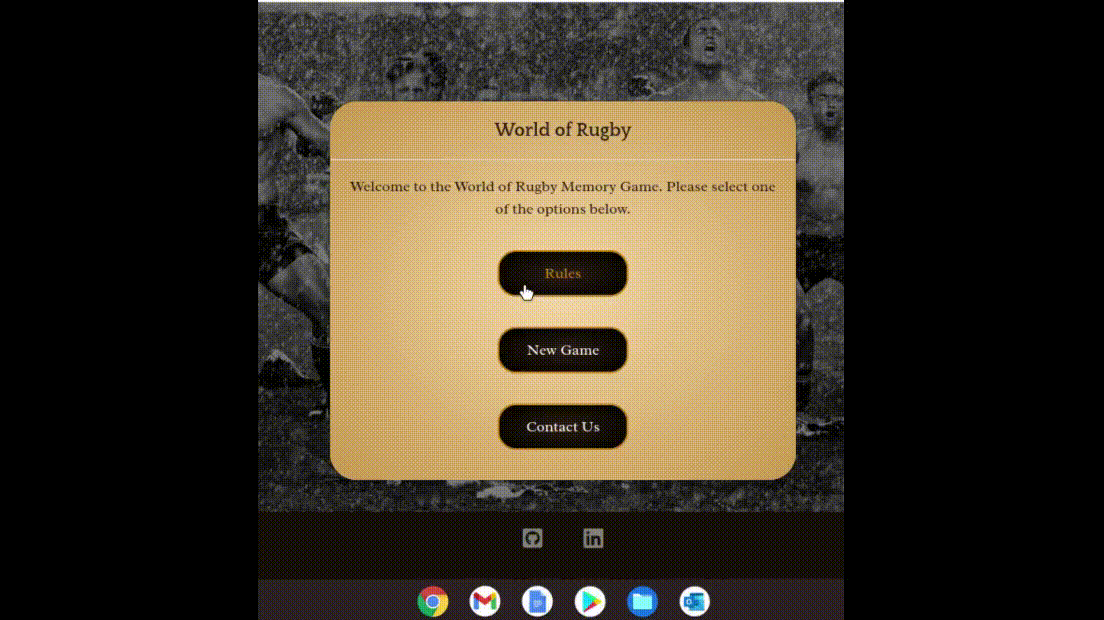 World of Rugby
Welcome to the World of Rugby Memory Game. Please select one
of the options below.
Rules
New Game
Contact Us
in